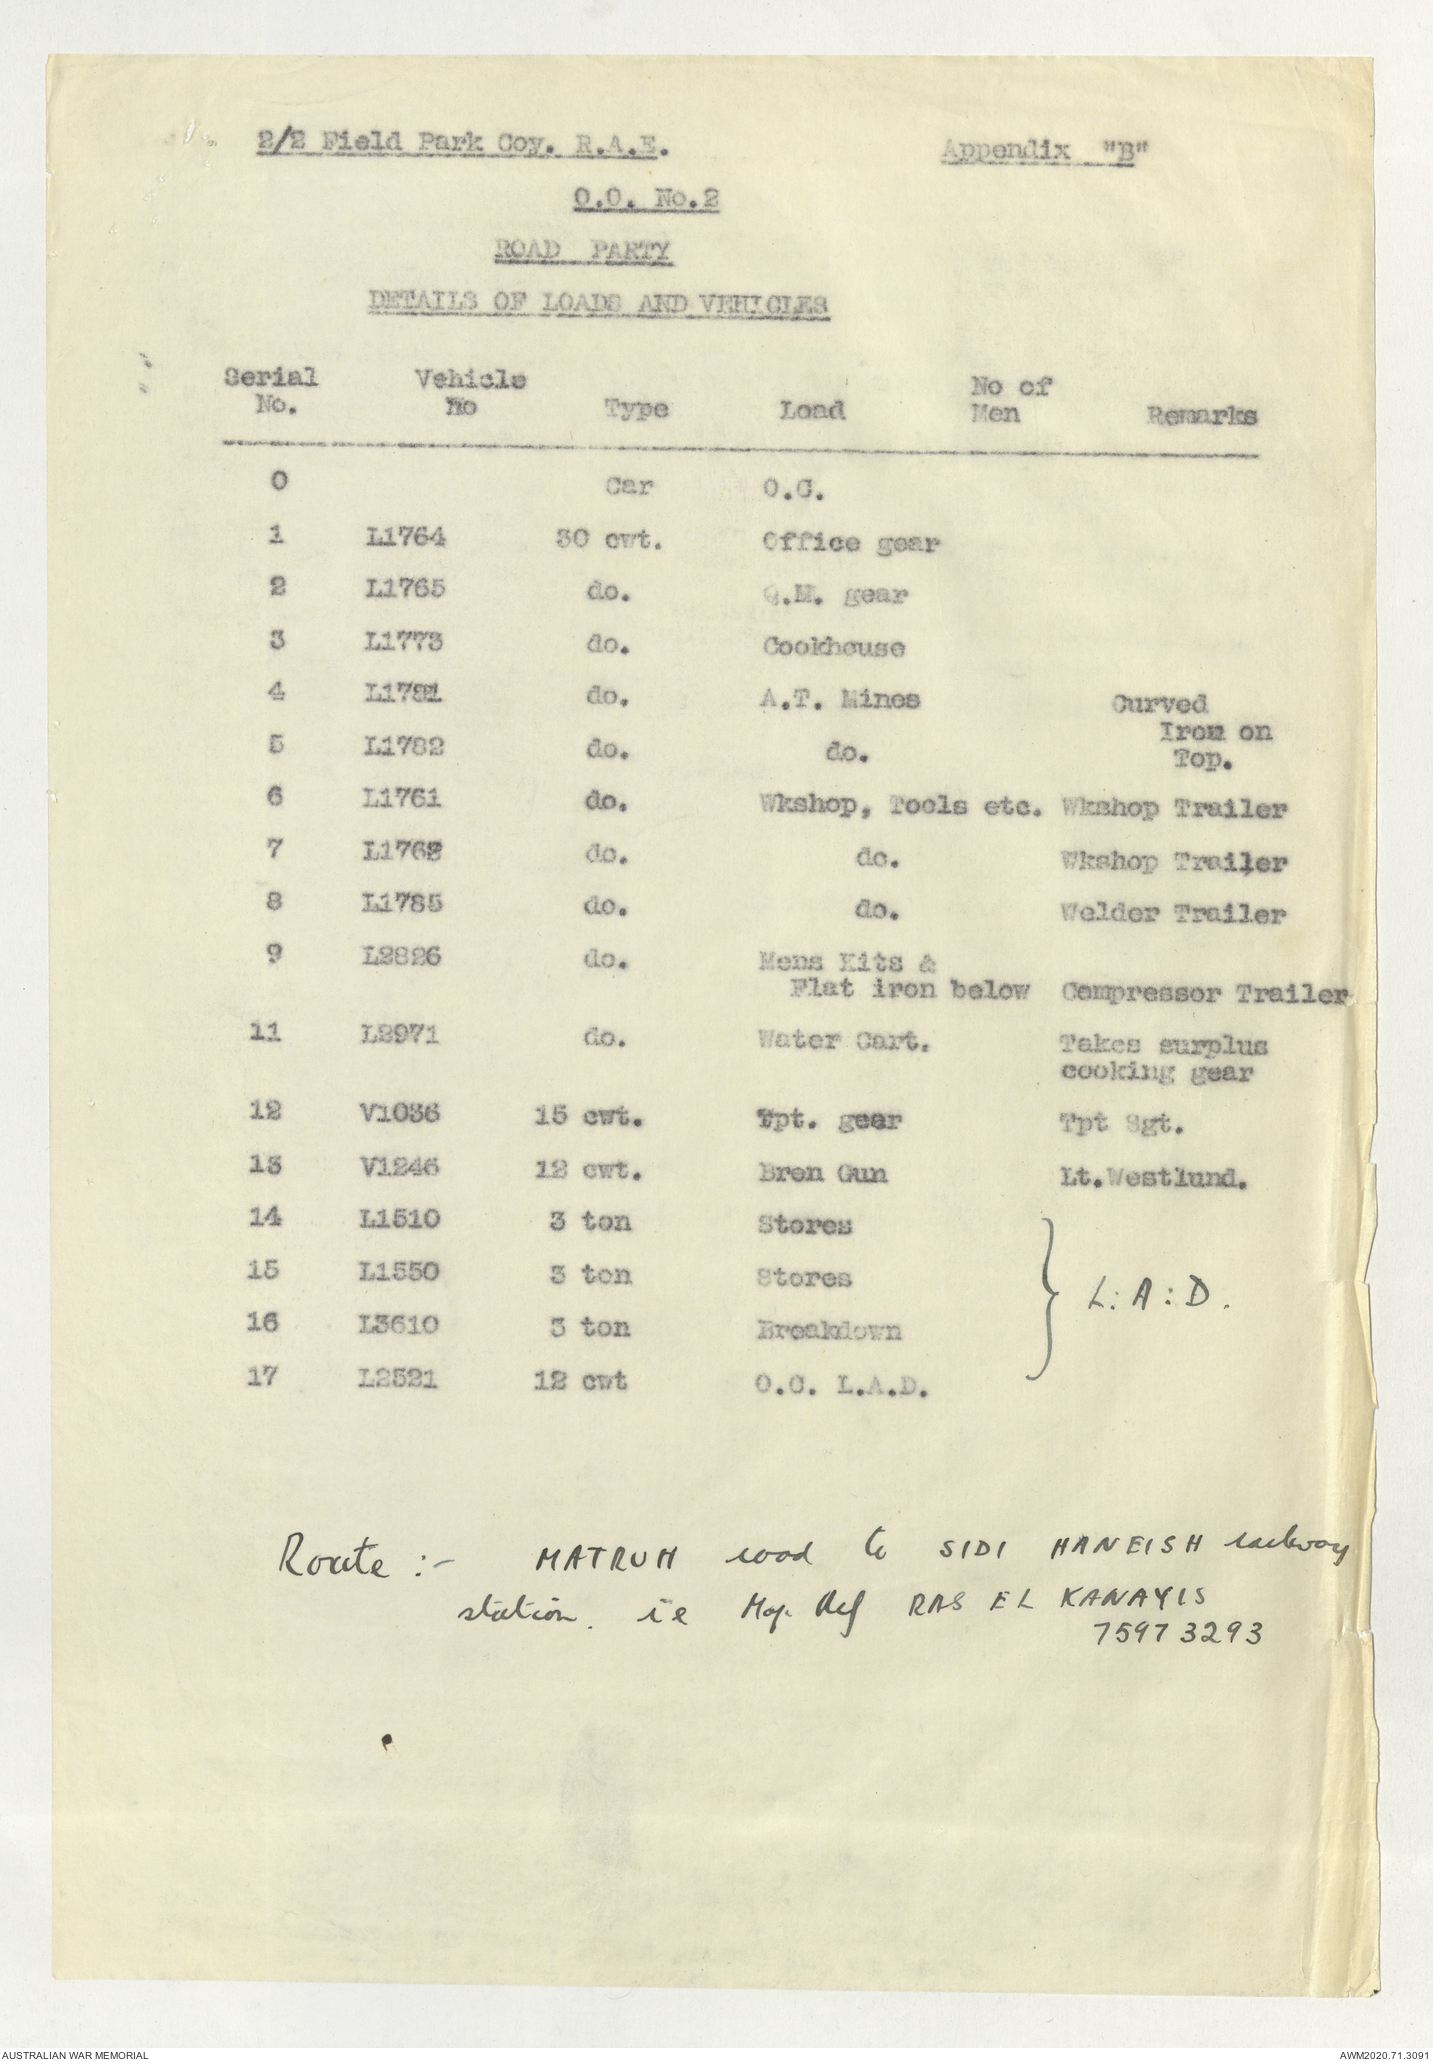 2/2 Field Park Coy. R.A.E. Appendix "B"
O.O. No.2
ROAD PARTY
DETAILS OF LOADS AND VEHICLES
Serial Vehicle No of
No. no Type Load Men Remarks
0 Car O.C.
1 L1764 30 cwt. Office gear
2 L1765 do. Q.M. gear
3 L1773 do. Cookhouse
4 L1781 do. A.T. Mines Curved
Iron on
5 L1782 do. do. Top.
6 L1761 do. Wkshop, Tools etc. Wkshop Trailer
7 L1762 do. do. Wkshop Trailer
8 L1785 do. do. Welder Trailer
9 L2826 do. Mens Kits &
Flat iron below Compressor Trailer
11 L2971 do. Water Cart. Takes surplus
cooking gear
12 V1036 15 cwt. Tpt. gear Tpt Sgt.
13 V1246 12 cwt. Bren Gun Lt.Westlund.
14 L1510 3 ton Stores
15 L1550 3 ton Stores
L:A:D.
16 L3610 3 ton Breakdown
17 L2521 12 cwt O.C. L.A.D.
Route :- MATRUH road to SIDI HANEISH railway
station. i e Map Ref RAS EL KANAYIS
7597 3293
AUSTRALIAN WAR MEMORIAL AWM2020.71.3091